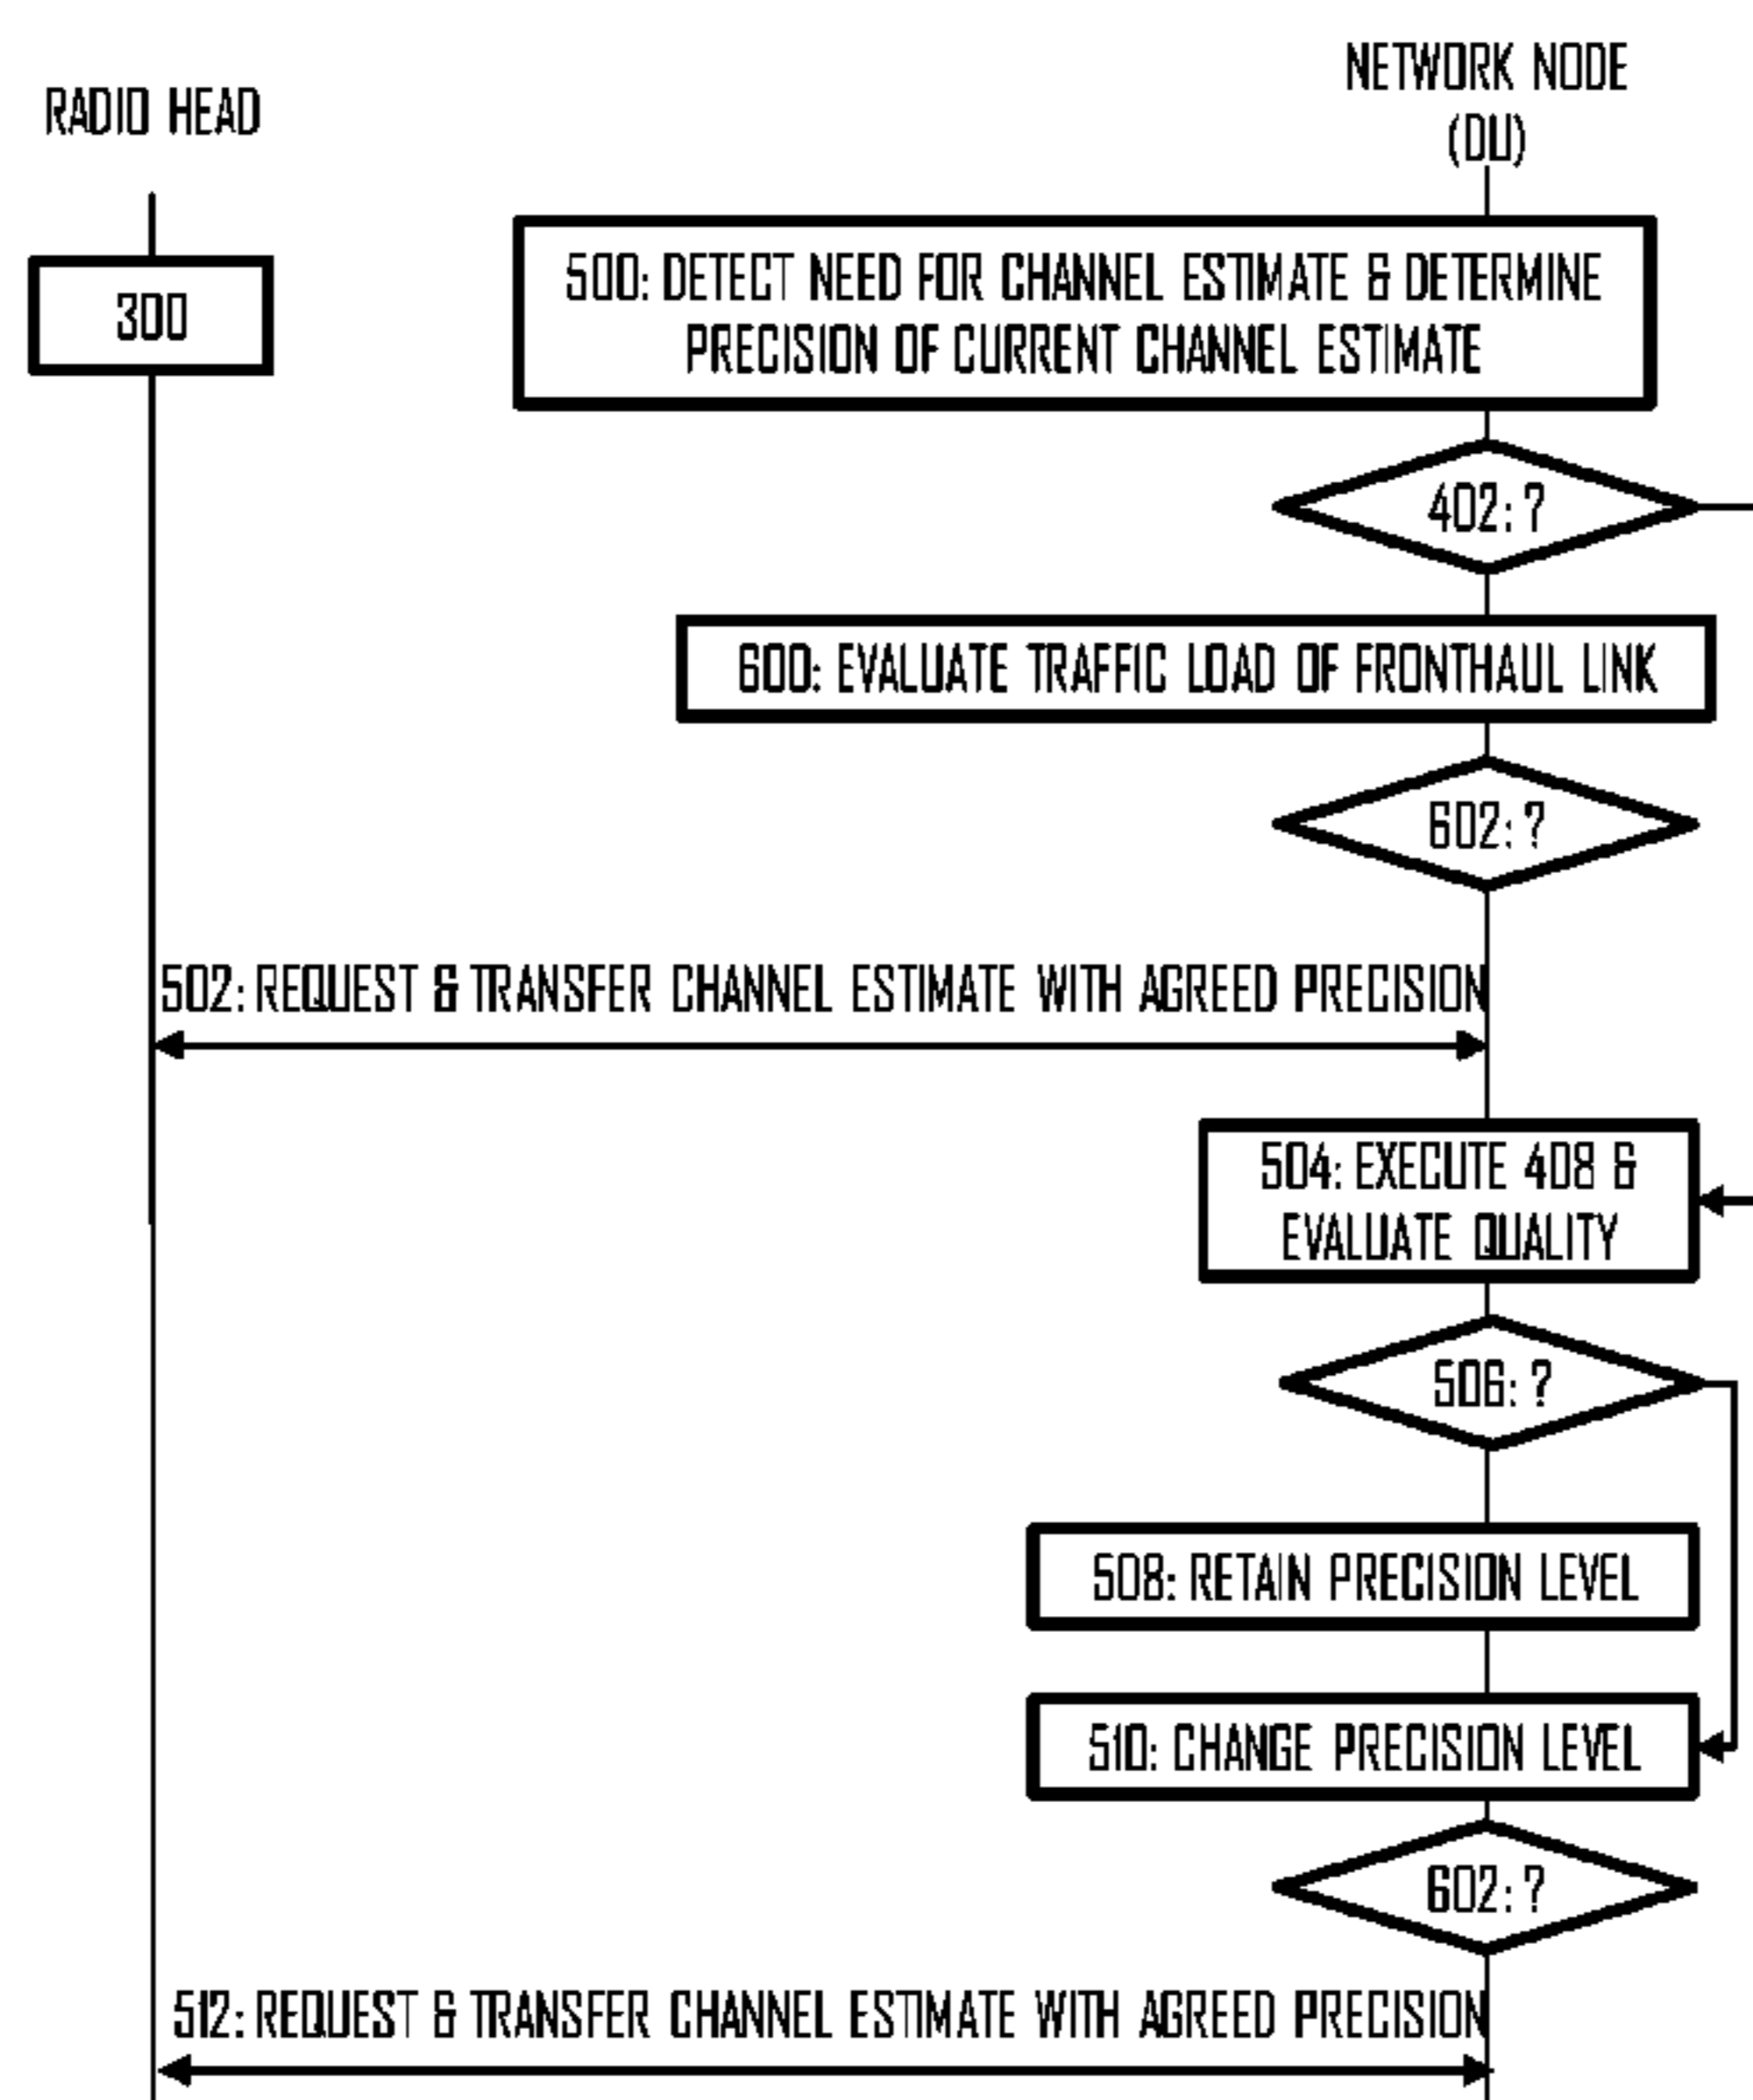 RADIO HEAD
NETWORK NODE
(DU)
300
500: DETECT NEED FOR CHANNEL ESTIMATE & DETERMINE
PRECISION OF CURRENT CHANNEL ESTIMATE
402: ?
600: EVALUATE TRAFFIC LOAD OF FRONTHAUL LINK
602: ?
502: REQUEST & TRANSFER CHANNEL ESTIMATE WITH AGREED PRECISION
504: EXECUTE 408 &
EVALUATE QUALITY
506: ?
508: RETAIN PRECISION LEVEL
510: CHANGE PRECISION LEVEL
602: ?
512: REQUEST & TRANSFER CHANNEL ESTIMATE WITH AGREED PRECISION